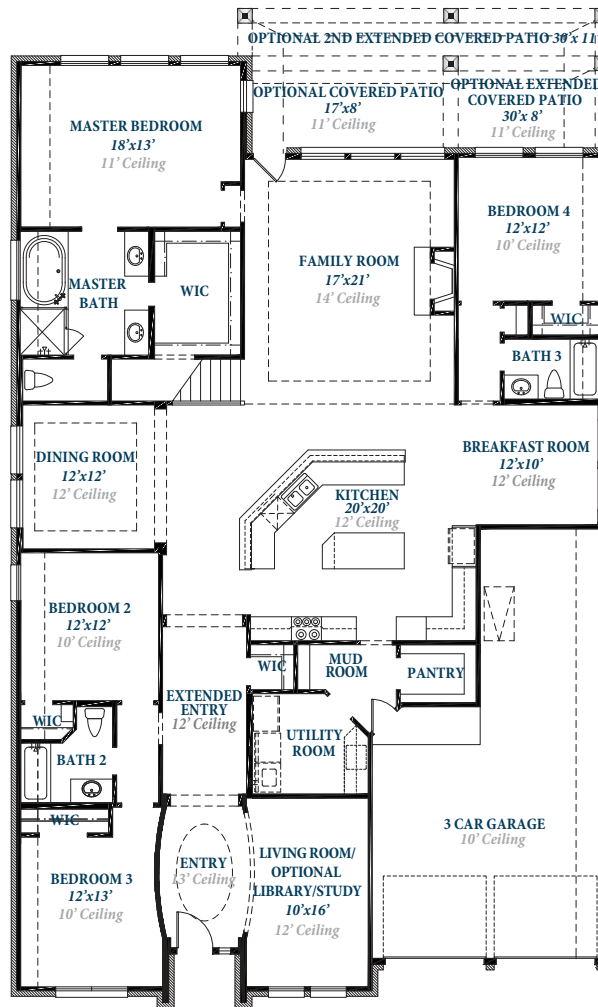 OPTIONAL 2ND EXTENDED COVERED PATIO 30'x 11'
OPTIONAL COVERED PATIO
17'x8'
11' Ceiling
OPTIONAL EXTENDED
COVERED PATIO
30'x 8'
11' Ceiling
MASTER BEDROOM
18'x13'
11' Ceiling
BEDROOM 4
12'x12'
10' Ceiling
FAMILY ROOM
17'x21'
14' Ceiling
MASTER
BATH
WIC
WIC
BATH 3
DINING ROOM
12'x12'
12' Ceiling
BREAKFAST ROOM
12'x10'
12' Ceiling
KITCHEN
20'x20'
12' Ceiling
BEDROOM 2
12'x12'
10' Ceiling
WIC
MUD
ROOM
PANTRY
EXTENDED
ENTRY
12' Ceiling
WIC
UTILITY
ROOM
BATH 2
WIC
3 CAR GARAGE
10' Ceiling
ENTRY
13' Ceiling
LIVING ROOM/
OPTIONAL
LIBRARY/STUDY
10'x16'
12' Ceiling
BEDROOM 3
12'x13'
10' Ceiling